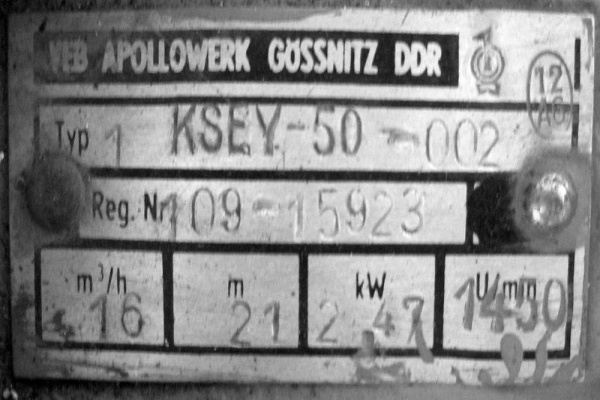 VEB APOLLOWERK GÖSSNITZ DDR
12
Typ 1 KSEY-50-002
Reg. Nr. 109-15923
m³/h m kW U/min
16 21 2 47 1450